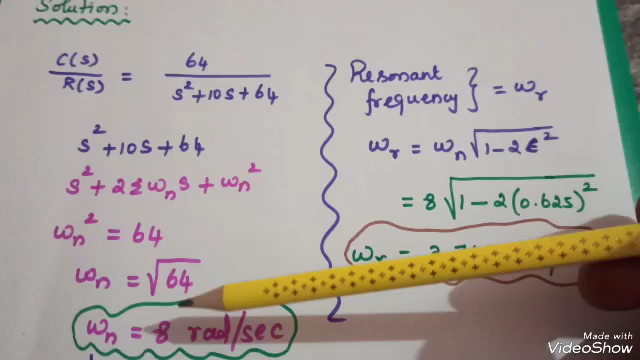 Solution:
C(s)/R(s) = 64/(s²+10s+64)
s²+10s+64
s²+2ξωₙs+ωₙ²
ωₙ² = 64
ωₙ = √64
ωₙ = 8 rad/sec
Resonant frequency } = ωᵣ
ωᵣ = ωₙ√(1-2ξ²)
= 8√(1-2(0.625)²)
ωᵣ =
Made with
VideoShow